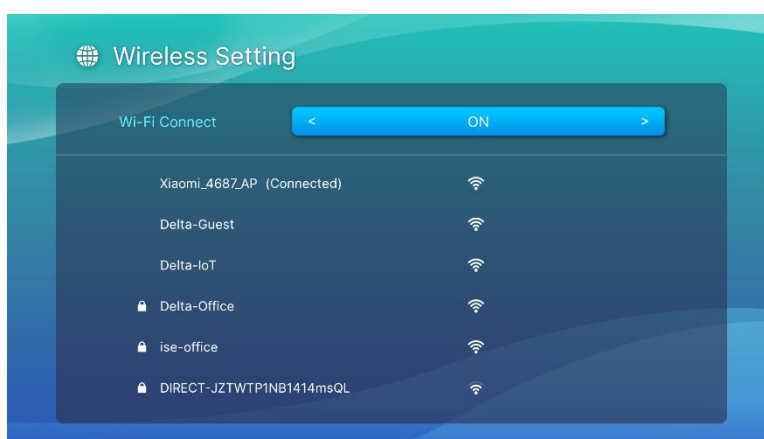 Wireless Setting
Wi-Fi Connect < ON >
Xiaomi_4687_AP (Connected)
Delta-Guest
Delta-IoT
Delta-Office
ise-office
DIRECT-JZTWTP1NB1414msQL